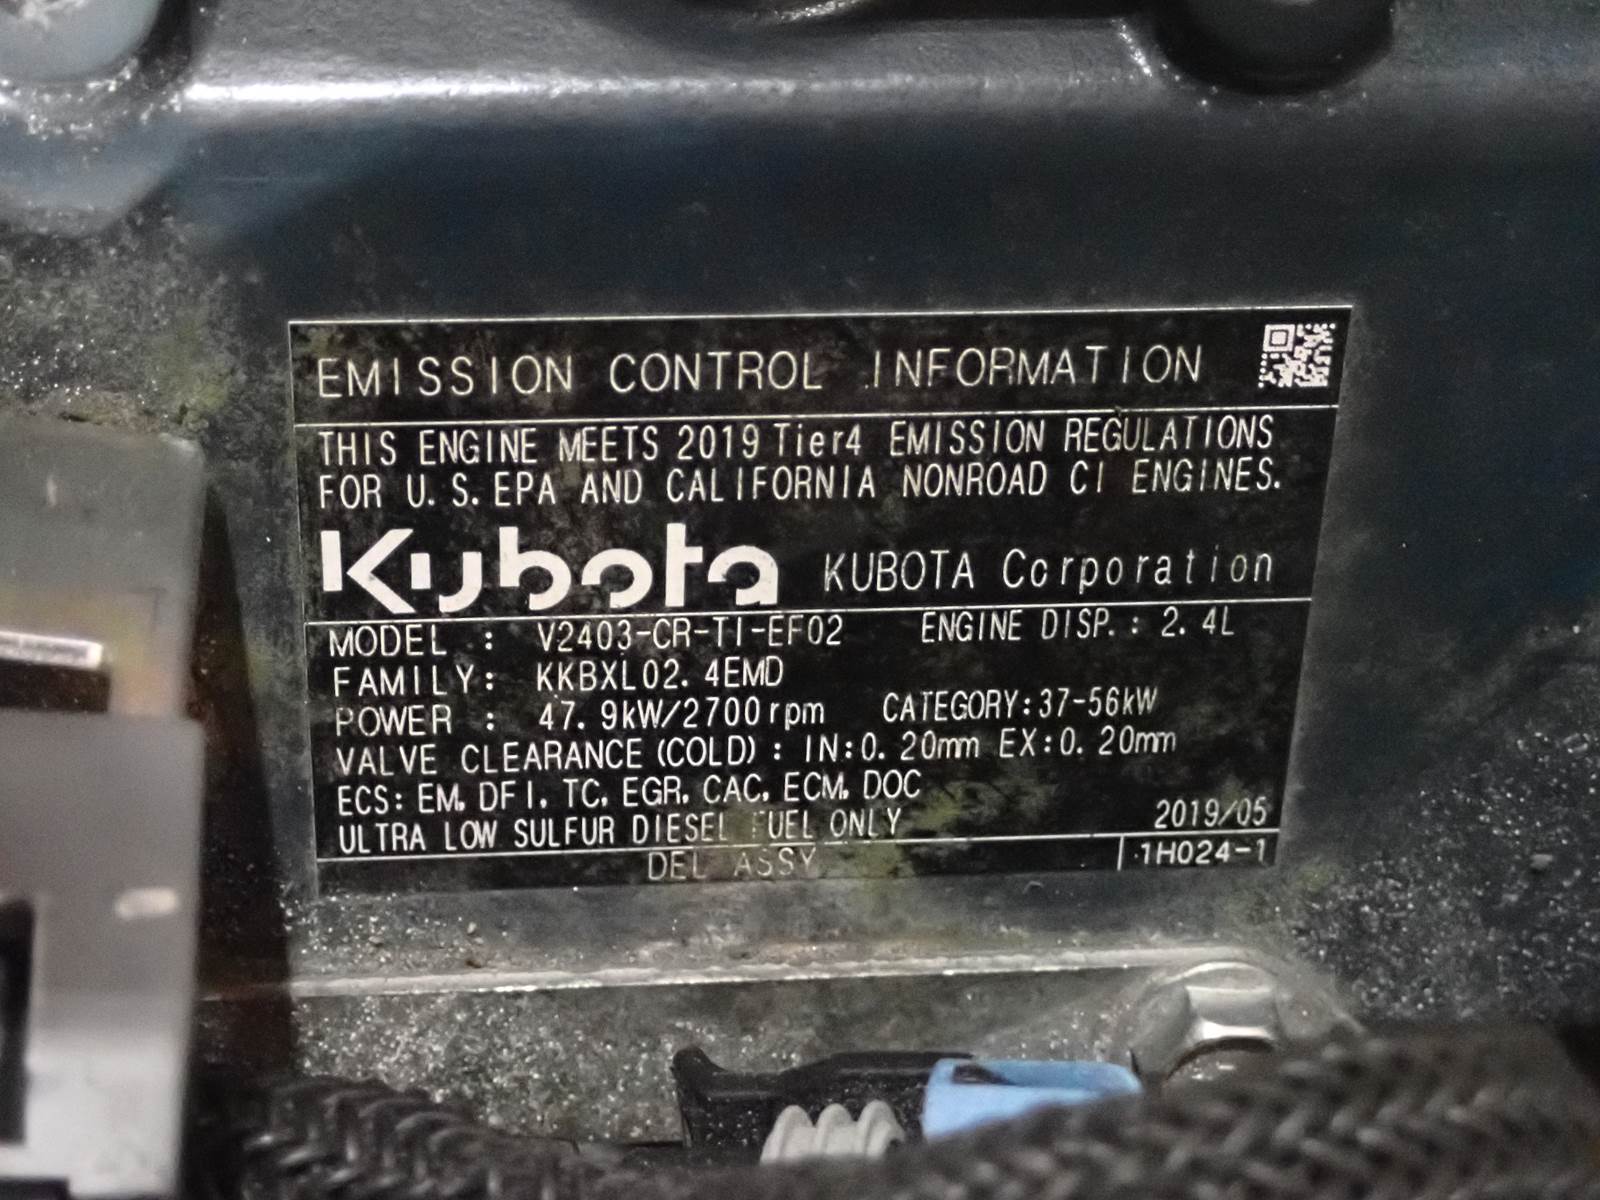 EMISSION CONTROL INFORMATION
THIS ENGINE MEETS 2019 Tier4 EMISSION REGULATIONS
FOR U.S. EPA AND CALIFORNIA NONROAD CI ENGINES.
Kubota KUBOTA Corporation
MODEL : V2403-CR-TI-EF02 ENGINE DISP.: 2.4L
FAMILY: KKBXL02.4EMD
POWER : 47.9kW/2700rpm CATEGORY:37-56kW
VALVE CLEARANCE (COLD) : IN:0.20mm EX:0.20mm
ECS: EM, DFI, TC, EGR, CAC, ECM, DOC
ULTRA LOW SULFUR DIESEL FUEL ONLY 2019/05
DEL ASSY 1H024-1